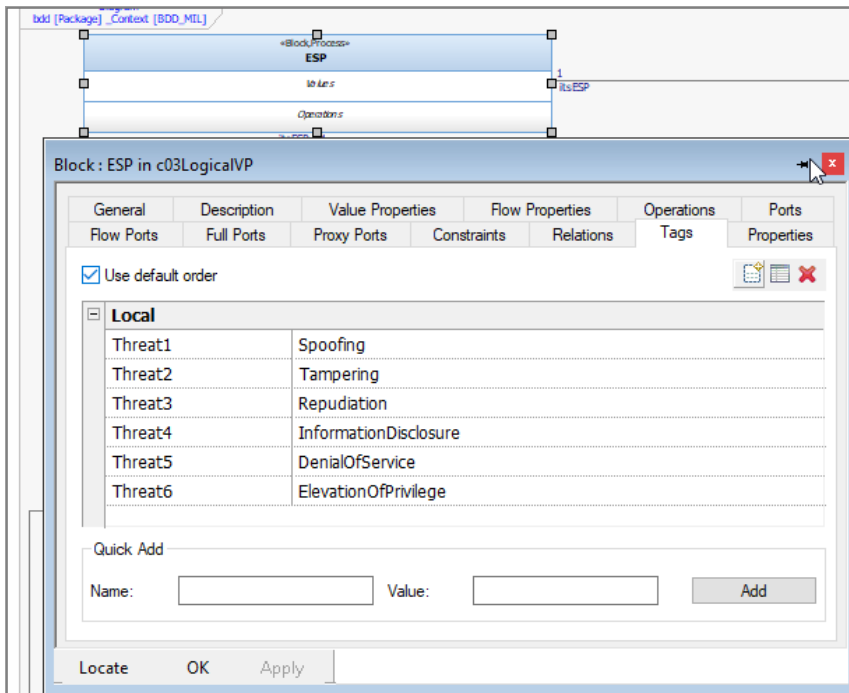 bdd [Package] _Context [BDD_MIL]
«Block,Process»
ESP
Values
Operations
1
itsESP
Block : ESP in c03LogicalVP
x
General Description Value Properties Flow Properties Operations Ports
Flow Ports Full Ports Proxy Ports Constraints Relations Tags Properties
Use default order
Local
Threat1 Spoofing
Threat2 Tampering
Threat3 Repudiation
Threat4 InformationDisclosure
Threat5 DenialOfService
Threat6 ElevationOfPrivilege
Quick Add
Name: Value: Add
Locate OK Apply